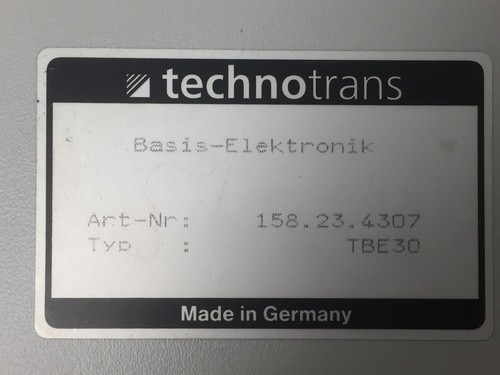 technotrans
Basis-Elektronik
Art-Nr: 158.23.4307
Typ : TBE30
Made in Germany